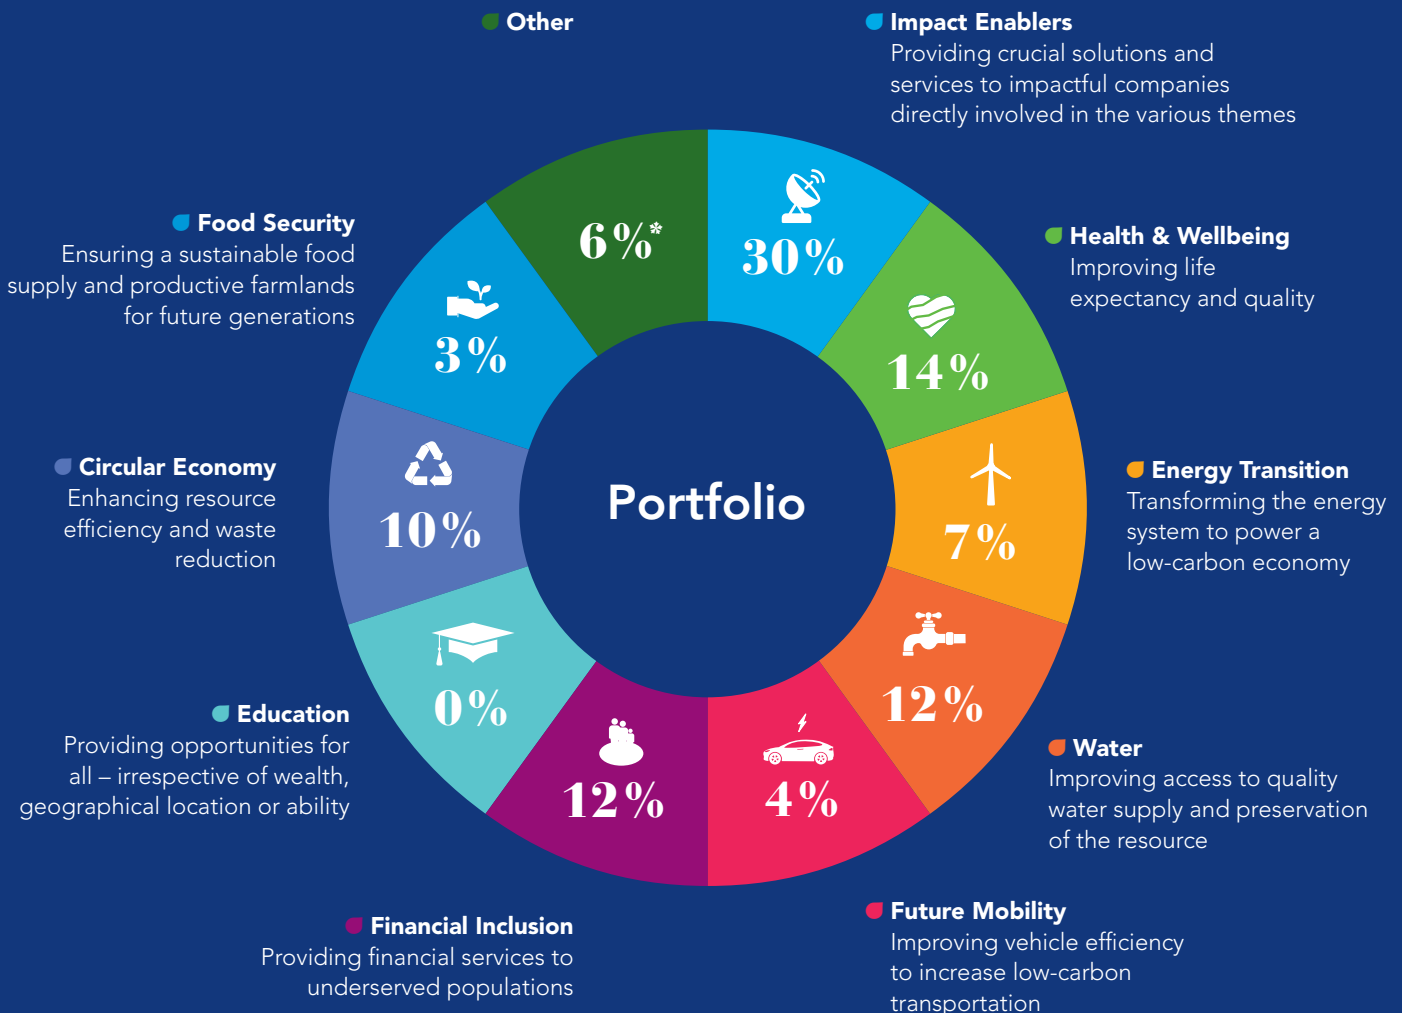 Other
Impact Enablers
Providing crucial solutions and
services to impactful companies
directly involved in the various themes
6%*
30%
Food Security
Ensuring a sustainable food
supply and productive farmlands
for future generations
3%
Health & Wellbeing
Improving life
expectancy and quality
14%
Circular Economy
Enhancing resource
efficiency and waste
reduction
10%
Portfolio
Energy Transition
Transforming the energy
system to power a
low-carbon economy
7%
Education
Providing opportunities for
all – irrespective of wealth,
geographical location or ability
0%
12%
Water
Improving access to quality
water supply and preservation
of the resource
12%
4%
Financial Inclusion
Providing financial services to
underserved populations
Future Mobility
Improving vehicle efficiency
to increase low-carbon
transportation